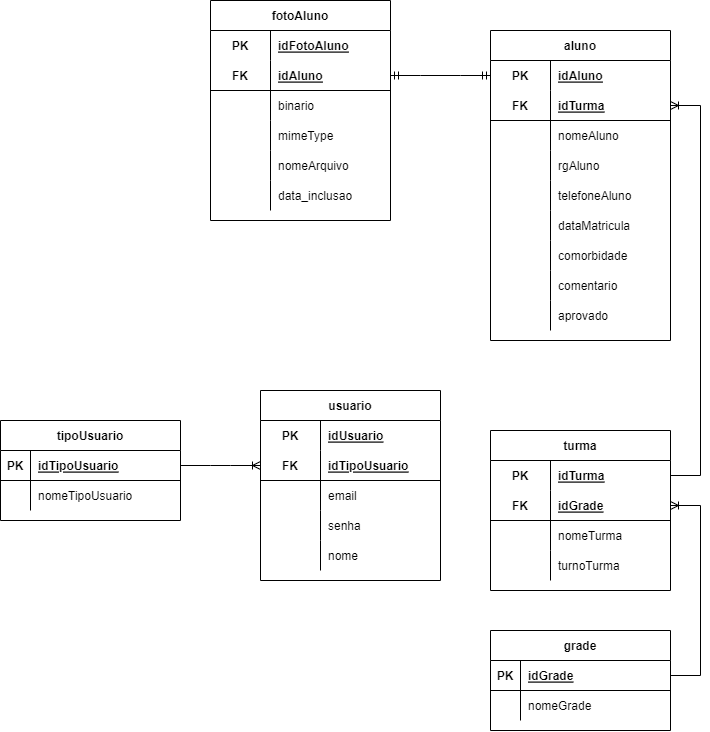 fotoAluno
PK idFotoAluno
FK idAluno
binario
mimeType
nomeArquivo
data_inclusao
aluno
PK idAluno
FK idTurma
nomeAluno
rgAluno
telefoneAluno
dataMatricula
comorbidade
comentario
aprovado
tipoUsuario
PK idTipoUsuario
nomeTipoUsuario
usuario
PK idUsuario
FK idTipoUsuario
email
senha
nome
turma
PK idTurma
FK idGrade
nomeTurma
turnoTurma
grade
PK idGrade
nomeGrade